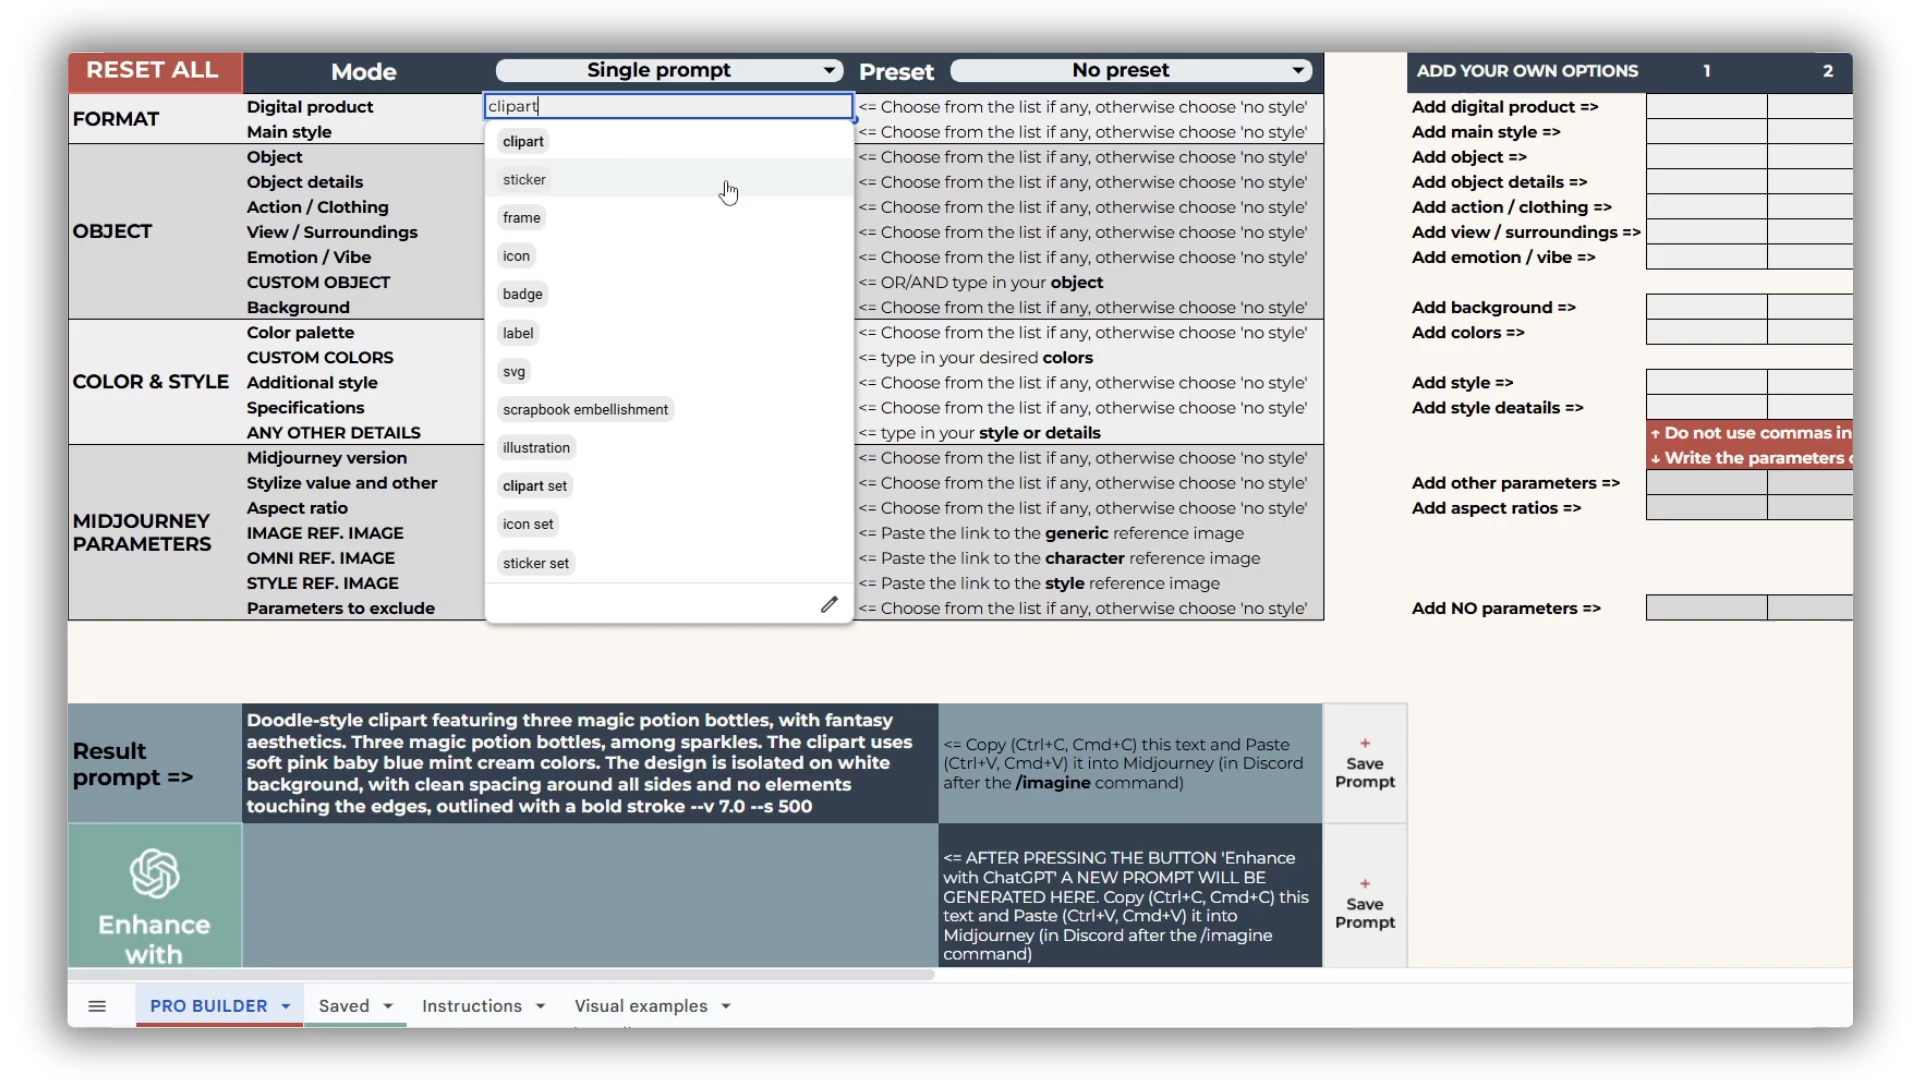 RESET ALL
Mode
Single prompt
Preset
No preset
ADD YOUR OWN OPTIONS
1
2
FORMAT
Digital product
clipart
<= Choose from the list if any, otherwise choose 'no style'
Add digital product =>
Main style
<= Choose from the list if any, otherwise choose 'no style'
Add main style =>
OBJECT
Object
<= Choose from the list if any, otherwise choose 'no style'
Add object =>
Object details
<= Choose from the list if any, otherwise choose 'no style'
Add object details =>
Action / Clothing
<= Choose from the list if any, otherwise choose 'no style'
Add action / clothing =>
View / Surroundings
<= Choose from the list if any, otherwise choose 'no style'
Add view / surroundings =>
Emotion / Vibe
<= Choose from the list if any, otherwise choose 'no style'
Add emotion / vibe =>
CUSTOM OBJECT
<= OR/AND type in your object
Background
<= Choose from the list if any, otherwise choose 'no style'
Add background =>
COLOR & STYLE
Color palette
<= Choose from the list if any, otherwise choose 'no style'
Add colors =>
CUSTOM COLORS
<= type in your desired colors
Additional style
<= Choose from the list if any, otherwise choose 'no style'
Add style =>
Specifications
<= Choose from the list if any, otherwise choose 'no style'
Add style deatails =>
ANY OTHER DETAILS
<= type in your style or details
↑ Do not use commas in
MIDJOURNEY
PARAMETERS
Midjourney version
<= Choose from the list if any, otherwise choose 'no style'
↓ Write the parameters
Stylize value and other
<= Choose from the list if any, otherwise choose 'no style'
Add other parameters =>
Aspect ratio
<= Choose from the list if any, otherwise choose 'no style'
Add aspect ratios =>
IMAGE REF. IMAGE
<= Paste the link to the generic reference image
OMNI REF. IMAGE
<= Paste the link to the character reference image
STYLE REF. IMAGE
<= Paste the link to the style reference image
Parameters to exclude
<= Choose from the list if any, otherwise choose 'no style'
Add NO parameters =>
clipart
sticker
frame
icon
badge
label
svg
scrapbook embellishment
illustration
clipart set
icon set
sticker set
Result
prompt =>
Doodle-style clipart featuring three magic potion bottles, with fantasy
aesthetics. Three magic potion bottles, among sparkles. The clipart uses
soft pink baby blue mint cream colors. The design is isolated on white
background, with clean spacing around all sides and no elements
touching the edges, outlined with a bold stroke --v 7.0 --s 500
<= Copy (Ctrl+C, Cmd+C) this text and Paste
(Ctrl+V, Cmd+V) it into Midjourney (in Discord
after the /imagine command)
+
Save
Prompt
Enhance
with
<= AFTER PRESSING THE BUTTON 'Enhance
with ChatGPT' A NEW PROMPT WILL BE
GENERATED HERE. Copy (Ctrl+C, Cmd+C) this
text and Paste (Ctrl+V, Cmd+V) it into
Midjourney (in Discord after the /imagine
command)
+
Save
Prompt
PRO BUILDER
Saved
Instructions
Visual examples